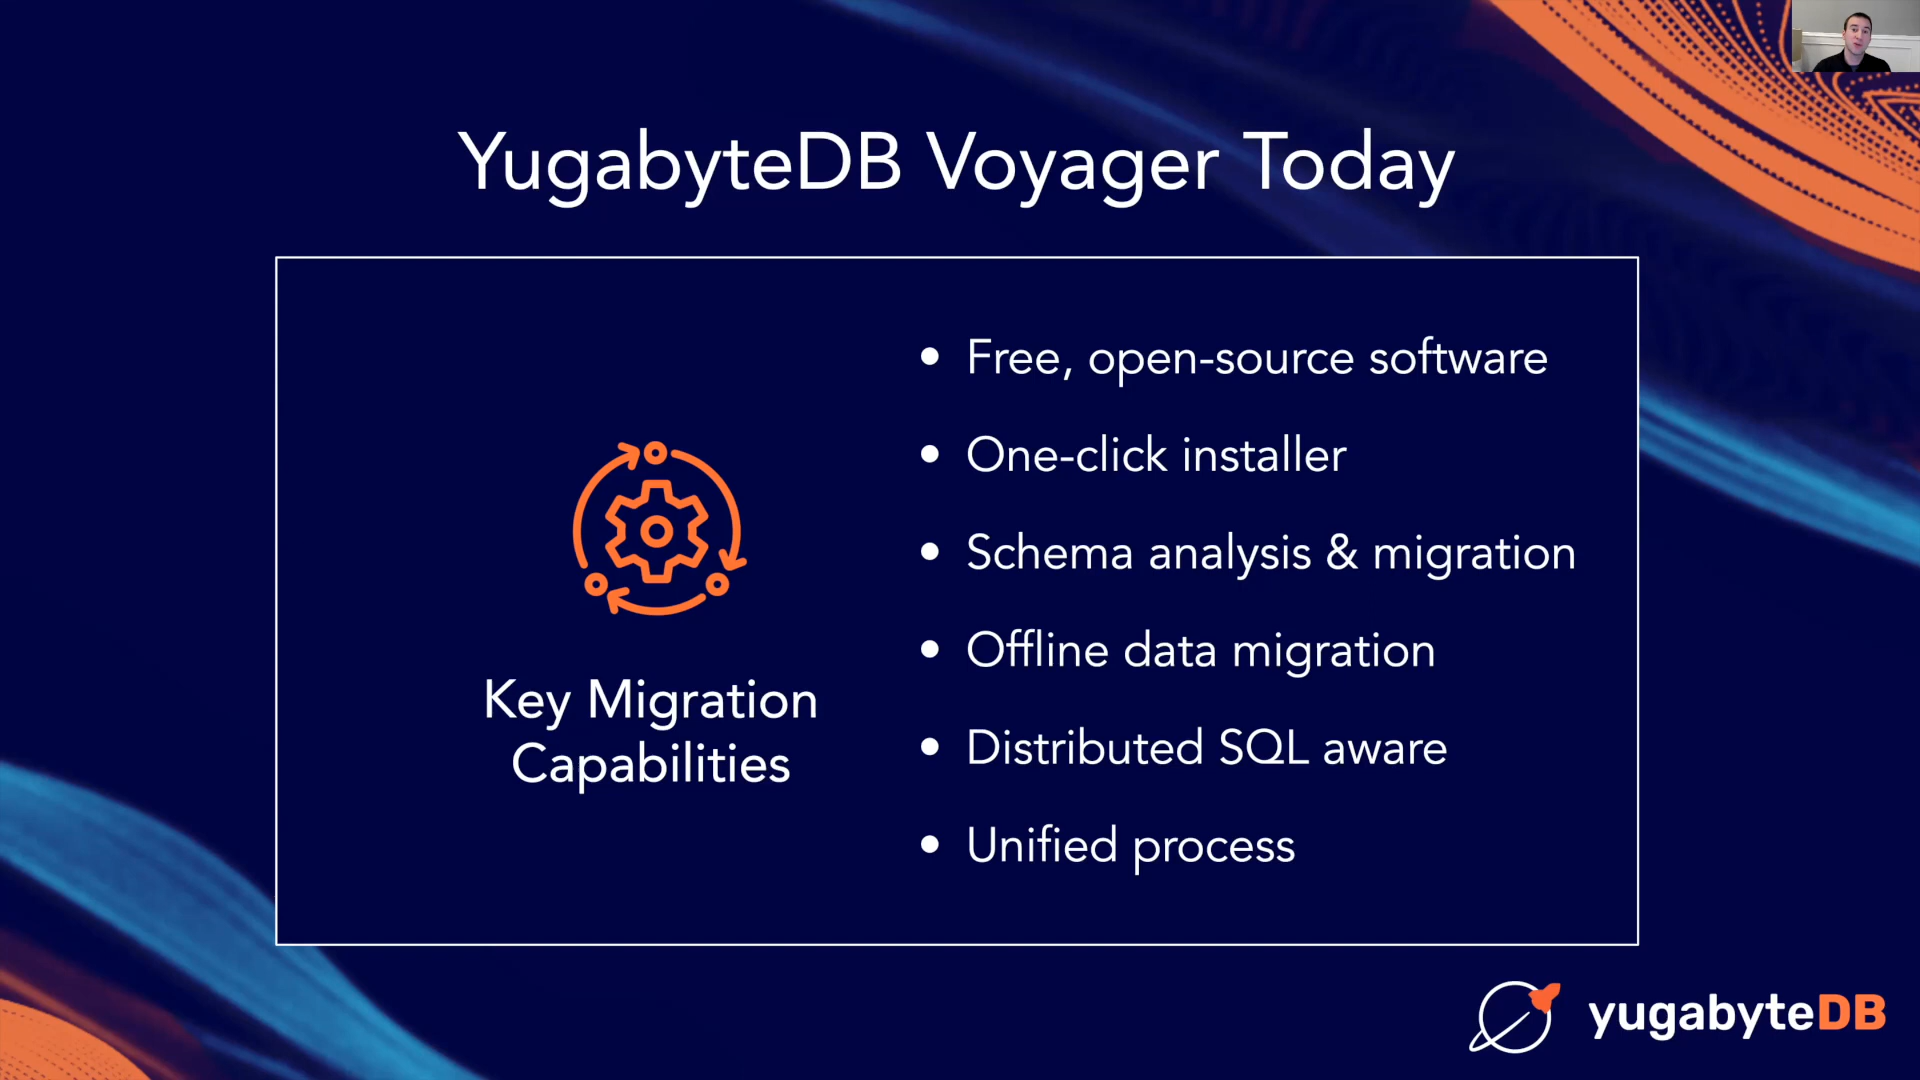 YugabyteDB Voyager Today
Key Migration
Capabilities
• Free, open-source software
• One-click installer
• Schema analysis & migration
• Offline data migration
• Distributed SQL aware
• Unified process
yugabyteDB